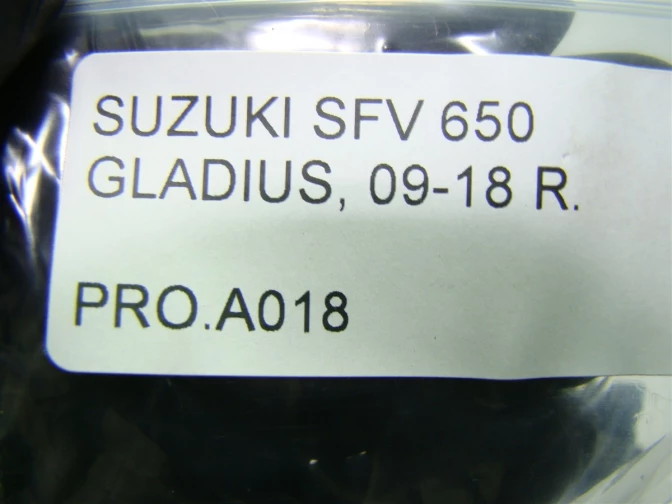 SUZUKI SFV 650
GLADIUS, 09-18 R.
PRO.A018